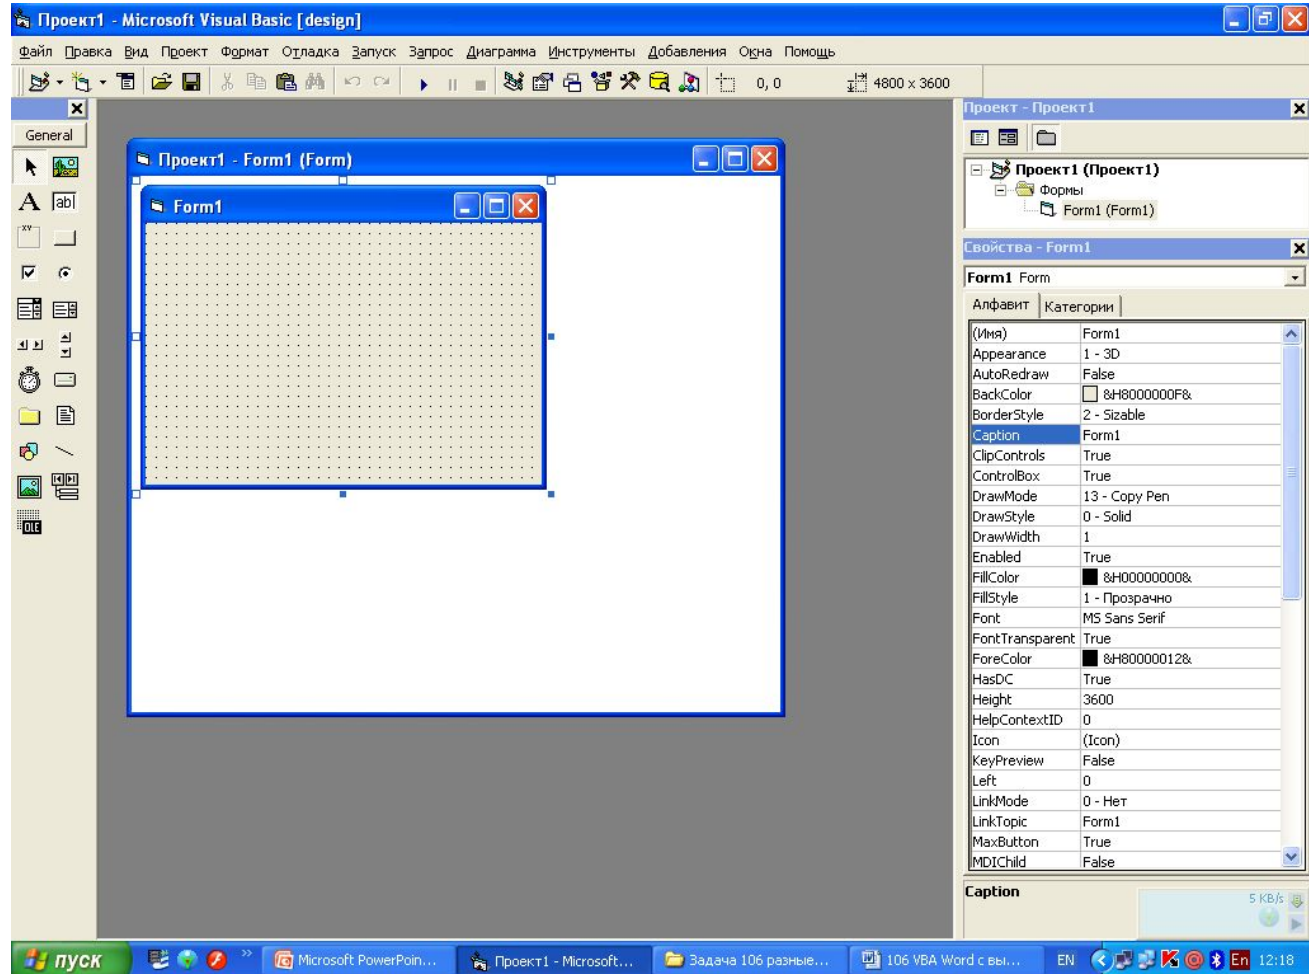 Проект1 - Microsoft Visual Basic [design]
Файл Правка Вид Проект Формат Отладка Запуск Запрос Диаграмма Инструменты Добавления Окна Помощь
0, 0 4800 x 3600
General
A ab|
XY
OLE
Проект1 - Form1 (Form)
Form1
Проект - Проект1
Проект1 (Проект1)
Формы
Form1 (Form1)
Свойства - Form1
Form1 Form
Алфавит Категории
(Имя) Form1
Appearance 1 - 3D
AutoRedraw False
BackColor &H8000000F&
BorderStyle 2 - Sizable
Caption Form1
ClipControls True
ControlBox True
DrawMode 13 - Copy Pen
DrawStyle 0 - Solid
DrawWidth 1
Enabled True
FillColor &H00000000&
FillStyle 1 - Прозрачно
Font MS Sans Serif
FontTransparent True
ForeColor &H80000012&
HasDC True
Height 3600
HelpContextID 0
Icon (Icon)
KeyPreview False
Left 0
LinkMode 0 - Нет
LinkTopic Form1
MaxButton True
MDIChild False
Caption
5 KB/s
пуск Microsoft PowerPoin... Проект1 - Microsoft... Задача 106 разные... 106 VBA Word с вы... EN En 12:18